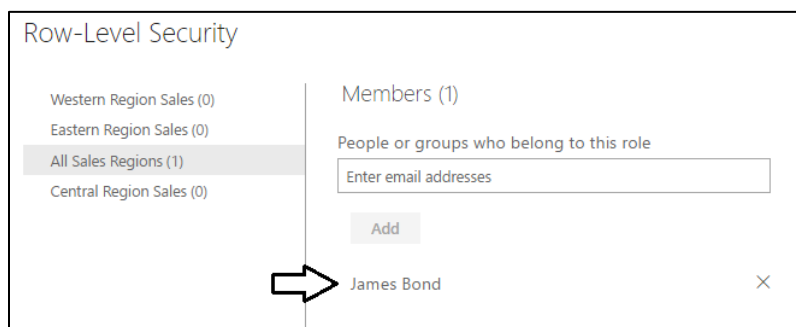 Row-Level Security
Western Region Sales (0)
Eastern Region Sales (0)
All Sales Regions (1)
Central Region Sales (0)
Members (1)
People or groups who belong to this role
Enter email addresses
Add
James Bond